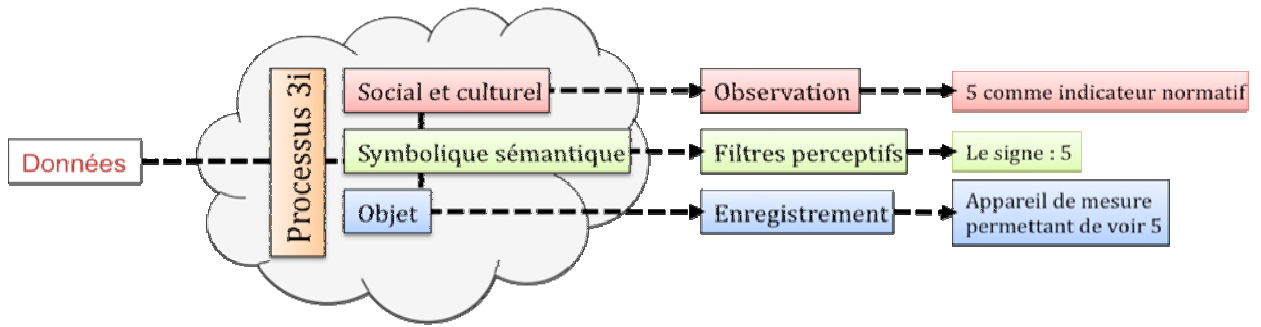 Données
Processus 3i
Social et culturel
Observation
5 comme indicateur normatif
Symbolique sémantique
Filtres perceptifs
Le signe : 5
Objet
Enregistrement
Appareil de mesure
permettant de voir 5